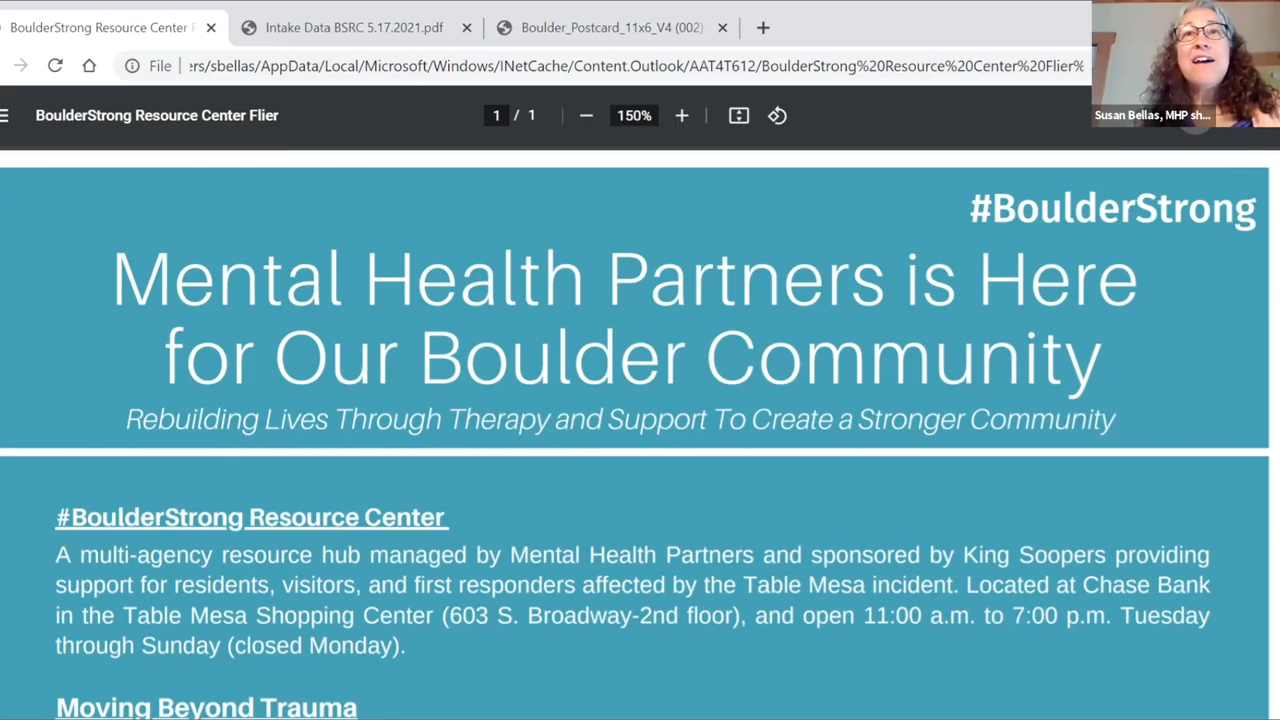 BoulderStrong Resource Center F
Intake Data BSRC 5.17.2021.pdf
Boulder_Postcard_11x6_V4 (002)
File
ers/sbellas/AppData/Local/Microsoft/Windows/INetCache/Content.Outlook/AAT4T612/BoulderStrong%20Resource%20Center%20Flier%
Susan Bellas, MHP sh...
BoulderStrong Resource Center Flier
1 / 1
150%
#BoulderStrong
Mental Health Partners is Here
for Our Boulder Community
Rebuilding Lives Through Therapy and Support To Create a Stronger Community
#BoulderStrong Resource Center
A multi-agency resource hub managed by Mental Health Partners and sponsored by King Soopers providing
support for residents, visitors, and first responders affected by the Table Mesa incident. Located at Chase Bank
in the Table Mesa Shopping Center (603 S. Broadway-2nd floor), and open 11:00 a.m. to 7:00 p.m. Tuesday
through Sunday (closed Monday).
Moving Beyond Trauma